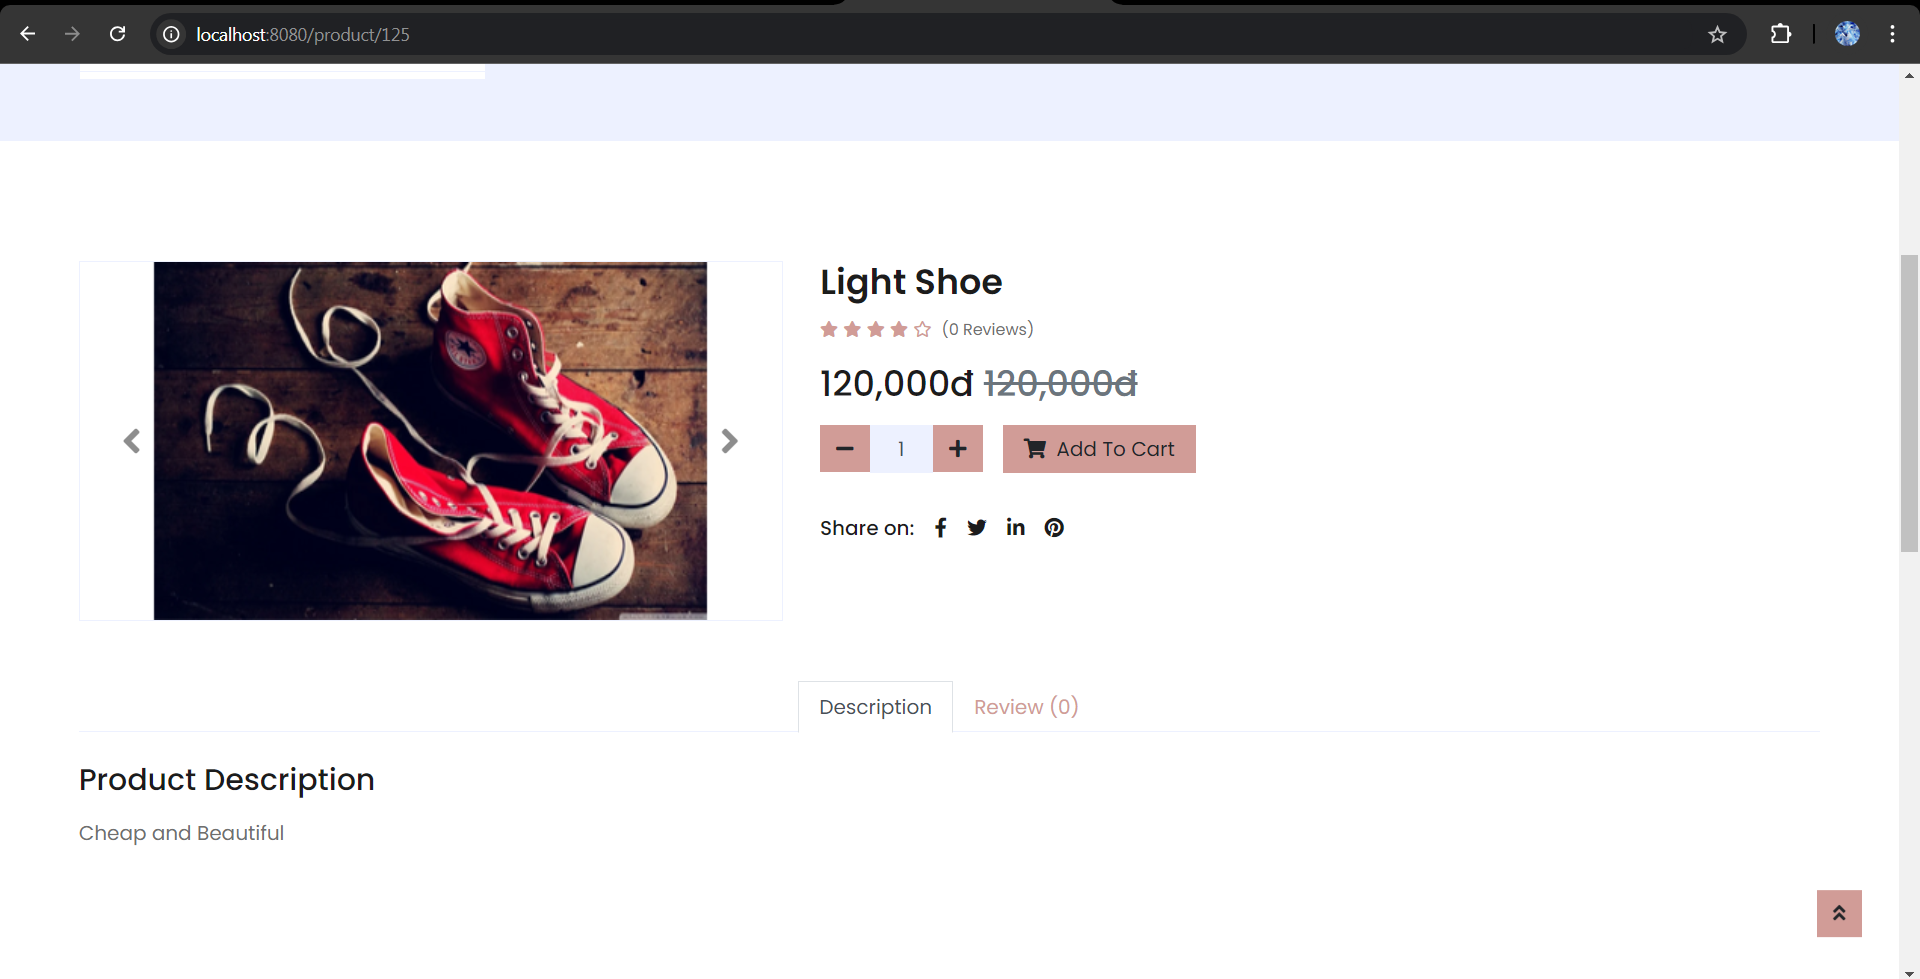 localhost:8080/product/125
Light Shoe
(0 Reviews)
120,000đ 120,000đ
1
Add To Cart
Share on:
Description
Review (0)
Product Description
Cheap and Beautiful